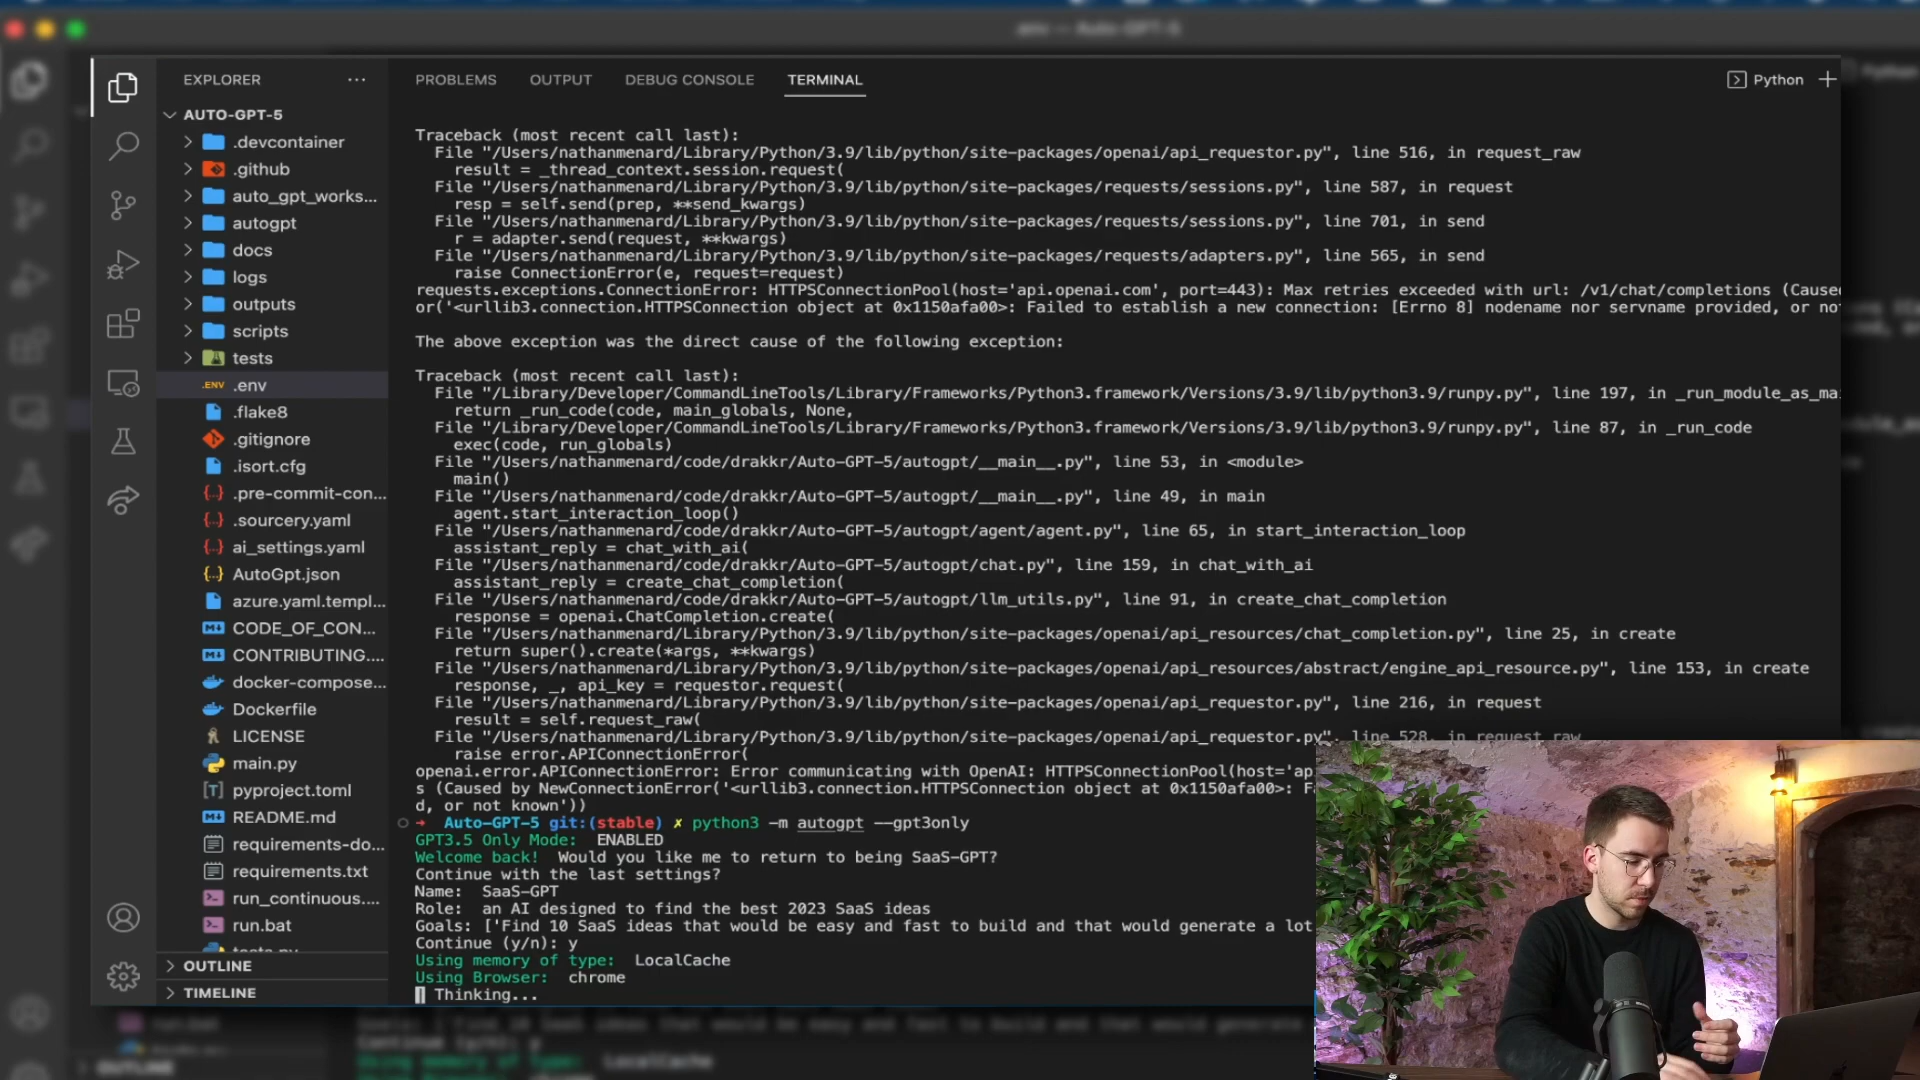 EXPLORER
AUTO-GPT-5
.devcontainer
.github
auto_gpt_works...
autogpt
docs
logs
outputs
scripts
tests
.ENV .env
.flake8
.gitignore
.isort.cfg
.pre-commit-con...
.sourcery.yaml
ai_settings.yaml
AutoGpt.json
azure.yaml.templ...
CODE_OF_CON...
CONTRIBUTING....
docker-compose...
Dockerfile
LICENSE
main.py
pyproject.toml
README.md
requirements-do...
requirements.txt
run_continuous....
run.bat
OUTLINE
TIMELINE
PROBLEMS OUTPUT DEBUG CONSOLE TERMINAL
Python
Traceback (most recent call last):
File "/Users/nathanmenard/Library/Python/3.9/lib/python/site-packages/openai/api_requestor.py", line 516, in request_raw
result = _thread_context.session.request(
File "/Users/nathanmenard/Library/Python/3.9/lib/python/site-packages/requests/sessions.py", line 587, in request
resp = self.send(prep, **send_kwargs)
File "/Users/nathanmenard/Library/Python/3.9/lib/python/site-packages/requests/sessions.py", line 701, in send
r = adapter.send(request, **kwargs)
File "/Users/nathanmenard/Library/Python/3.9/lib/python/site-packages/requests/adapters.py", line 565, in send
raise ConnectionError(e, request=request)
requests.exceptions.ConnectionError: HTTPSConnectionPool(host='api.openai.com', port=443): Max retries exceeded with url: /v1/chat/completions (Cause
or('<urllib3.connection.HTTPSConnection object at 0x1150afa00>: Failed to establish a new connection: [Errno 8] nodename nor servname provided, or no
The above exception was the direct cause of the following exception:
Traceback (most recent call last):
File "/Library/Developer/CommandLineTools/Library/Frameworks/Python3.framework/Versions/3.9/lib/python3.9/runpy.py", line 197, in _run_module_as_ma
return _run_code(code, main_globals, None,
File "/Library/Developer/CommandLineTools/Library/Frameworks/Python3.framework/Versions/3.9/lib/python3.9/runpy.py", line 87, in _run_code
exec(code, run_globals)
File "/Users/nathanmenard/code/drakkr/Auto-GPT-5/autogpt/__main__.py", line 53, in <module>
main()
File "/Users/nathanmenard/code/drakkr/Auto-GPT-5/autogpt/__main__.py", line 49, in main
agent.start_interaction_loop()
File "/Users/nathanmenard/code/drakkr/Auto-GPT-5/autogpt/agent/agent.py", line 65, in start_interaction_loop
assistant_reply = chat_with_ai(
File "/Users/nathanmenard/code/drakkr/Auto-GPT-5/autogpt/chat.py", line 159, in chat_with_ai
assistant_reply = create_chat_completion(
File "/Users/nathanmenard/code/drakkr/Auto-GPT-5/autogpt/llm_utils.py", line 91, in create_chat_completion
response = openai.ChatCompletion.create(
File "/Users/nathanmenard/Library/Python/3.9/lib/python/site-packages/openai/api_resources/chat_completion.py", line 25, in create
return super().create(*args, **kwargs)
File "/Users/nathanmenard/Library/Python/3.9/lib/python/site-packages/openai/api_resources/abstract/engine_api_resource.py", line 153, in create
response, _, api_key = requestor.request(
File "/Users/nathanmenard/Library/Python/3.9/lib/python/site-packages/openai/api_requestor.py", line 216, in request
result = self.request_raw(
File "/Users/nathanmenard/Library/Python/3.9/lib/python/site-packages/openai/api_requestor.py", line 528, in request_raw
raise error.APIConnectionError(
openai.error.APIConnectionError: Error communicating with OpenAI: HTTPSConnectionPool(host='ap
s (Caused by NewConnectionError('<urllib3.connection.HTTPSConnection object at 0x1150afa00>: F
d, or not known'))
→ Auto-GPT-5 git:(stable) ✗ python3 -m autogpt --gpt3only
GPT3.5 Only Mode: ENABLED
Welcome back! Would you like me to return to being SaaS-GPT?
Continue with the last settings?
Name: SaaS-GPT
Role: an AI designed to find the best 2023 SaaS ideas
Goals: ['Find 10 SaaS ideas that would be easy and fast to build and that would generate a lot
Continue (y/n): y
Using memory of type: LocalCache
Using Browser: chrome
Thinking...